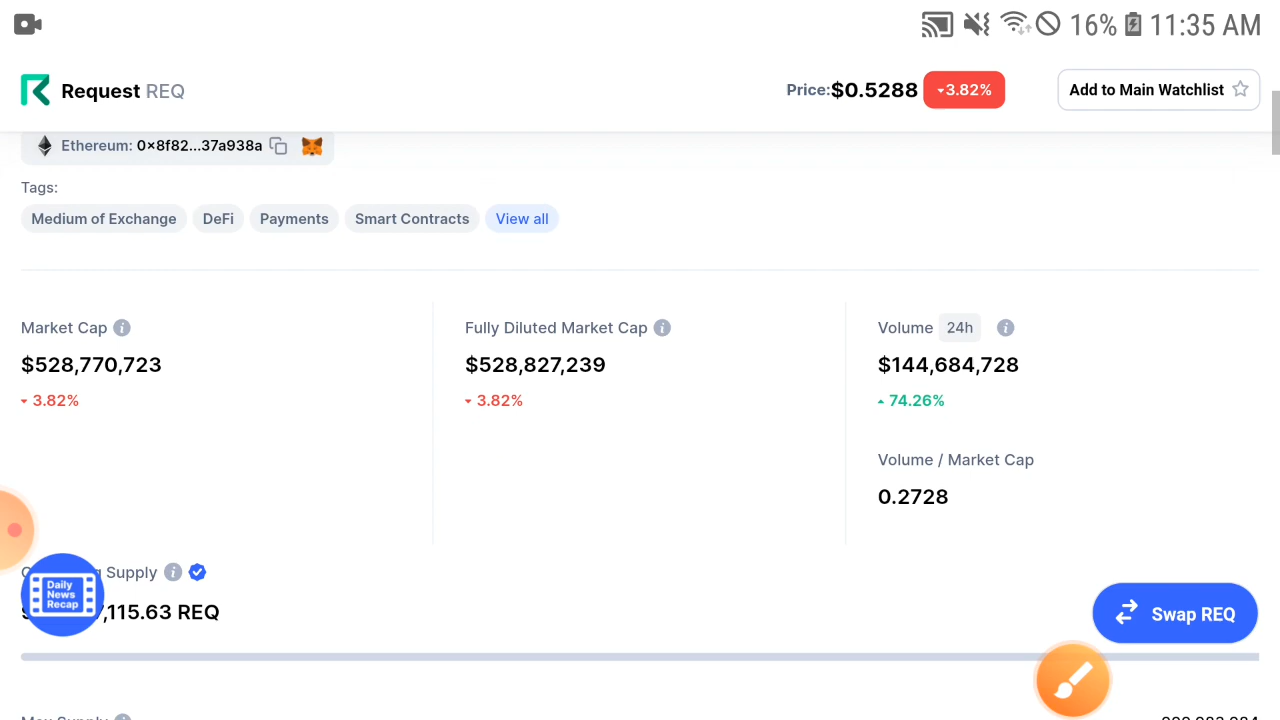 16% 11:35 AM
Request REQ Price:$0.5288 3.82% Add to Main Watchlist
Ethereum: 0x8f82...37a938a
Tags:
Medium of Exchange DeFi Payments Smart Contracts View all
Market Cap Fully Diluted Market Cap Volume 24h
$528,770,723 $528,827,239 $144,684,728
3.82% 3.82% 74.26%
Volume / Market Cap
0.2728
Supply
Daily
News
Recap
,115.63 REQ
Swap REQ